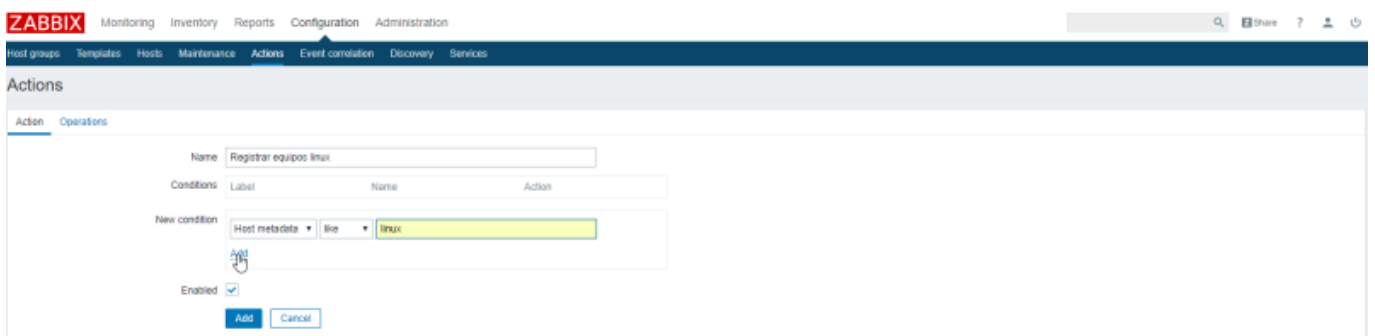 ZABBIX Monitoring Inventory Reports Configuration Administration Z Share ?
Host groups Templates Hosts Maintenance Actions Event correlation Discovery Services
Actions
Action Operations
Name Registrar equipos linux
Conditions Label Name Action
New condition Host metadata like linux
Add
Enabled
Add Cancel